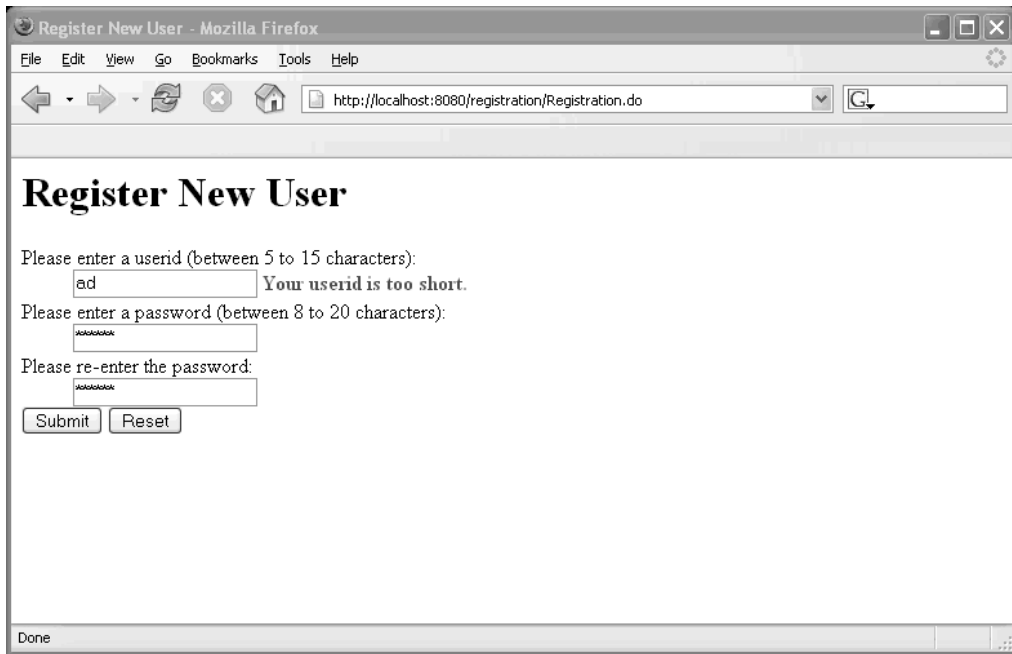 Register New User - Mozilla Firefox
File Edit View Go Bookmarks Tools Help
http://localhost:8080/registration/Registration.do
G
Register New User
Please enter a userid (between 5 to 15 characters):
ad Your userid is too short.
Please enter a password (between 8 to 20 characters):
Please re-enter the password:
Submit Reset
Done